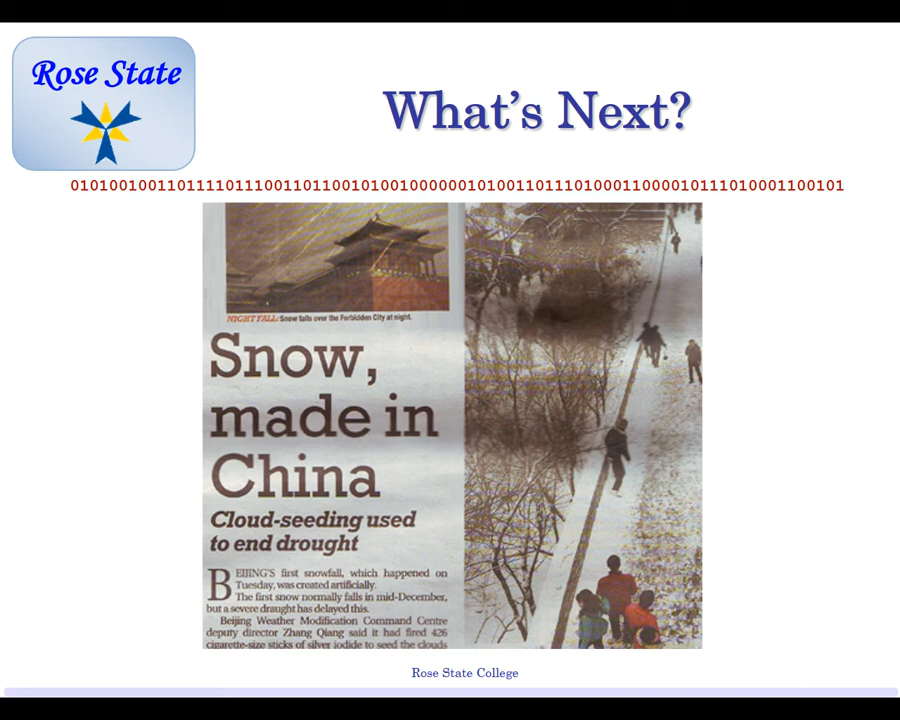 Rose State
What's Next?
01010010011011110111001101100101001000000101001101110100011000010111010001100101
NIGHT FALL: Snow falls over the Forbidden City at night.
Snow,
made in
China
Cloud-seeding used
to end drought
BEIJING'S first snowfall, which happened on
Tuesday, was created artificially.
The first snow normally falls in mid-December,
but a severe draught has delayed this.
Beijing Weather Modification Command Centre
deputy director Zhang Qiang said it had fired 426
cigarette-size sticks of silver iodide to seed the clouds
Rose State College